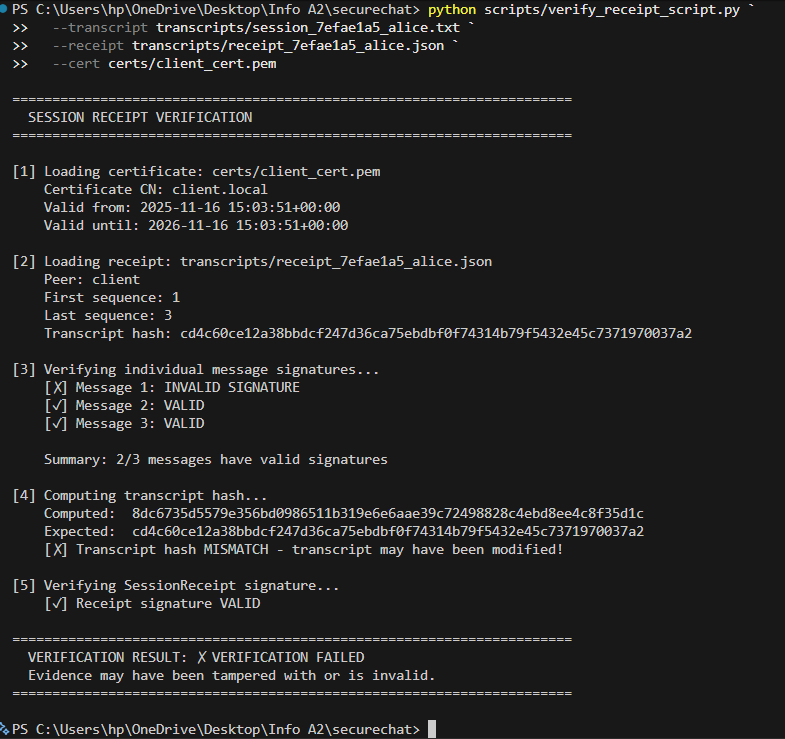 PS C:\Users\hp\OneDrive\Desktop\Info A2\securechat> python scripts/verify_receipt_script.py `
>>   --transcript transcripts/session_7efae1a5_alice.txt `
>>   --receipt transcripts/receipt_7efae1a5_alice.json `
>>   --cert certs/client_cert.pem
======================================================================
SESSION RECEIPT VERIFICATION
======================================================================
[1] Loading certificate: certs/client_cert.pem
Certificate CN: client.local
Valid from: 2025-11-16 15:03:51+00:00
Valid until: 2026-11-16 15:03:51+00:00
[2] Loading receipt: transcripts/receipt_7efae1a5_alice.json
Peer: client
First sequence: 1
Last sequence: 3
Transcript hash: cd4c60ce12a38bbdcf247d36ca75ebdbf0f74314b79f5432e45c7371970037a2
[3] Verifying individual message signatures...
[✗] Message 1: INVALID SIGNATURE
[✓] Message 2: VALID
[✓] Message 3: VALID
Summary: 2/3 messages have valid signatures
[4] Computing transcript hash...
Computed:  8dc6735d5579e356bd0986511b319e6e6aae39c72498828c4ebd8ee4c8f35d1c
Expected:  cd4c60ce12a38bbdcf247d36ca75ebdbf0f74314b79f5432e45c7371970037a2
[✗] Transcript hash MISMATCH - transcript may have been modified!
[5] Verifying SessionReceipt signature...
[✓] Receipt signature VALID
======================================================================
VERIFICATION RESULT: ✗ VERIFICATION FAILED
Evidence may have been tampered with or is invalid.
======================================================================
PS C:\Users\hp\OneDrive\Desktop\Info A2\securechat>